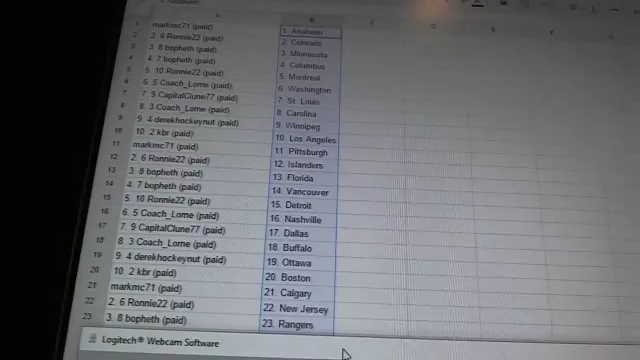 1 markmc71 (paid) 1. Anaheim
2 2. 6 Ronnie22 (paid) 2. Colorado
3 3. 8 bopheth (paid) 3. Minnesota
4 4. 7 bopheth (paid) 4. Columbus
5 5. 10 Ronnie22 (paid) 5. Montreal
6 6. 5 Coach_Lorne (paid) 6. Washington
7 7. 9 CapitalClune77 (paid) 7. St. Louis
8 8. 3 Coach_Lorne (paid) 8. Carolina
9 9. 4 derekhockeynut (paid) 9. Winnipeg
10 10. 2 kbr (paid) 10. Los Angeles
11 markmc71 (paid) 11. Pittsburgh
12 2. 6 Ronnie22 (paid) 12. Islanders
13 3. 8 bopheth (paid) 13. Florida
14 4. 7 bopheth (paid) 14. Vancouver
15 5. 10 Ronnie22 (paid) 15. Detroit
16 6. 5 Coach_Lorne (paid) 16. Nashville
17 7. 9 CapitalClune77 (paid) 17. Dallas
18 8. 3 Coach_Lorne (paid) 18. Buffalo
19 9. 4 derekhockeynut (paid) 19. Ottawa
20 10. 2 kbr (paid) 20. Boston
21 markmc71 (paid) 21. Calgary
22 2. 6 Ronnie22 (paid) 22. New Jersey
23 3. 8 bopheth (paid) 23. Rangers
Logitech® Webcam Software